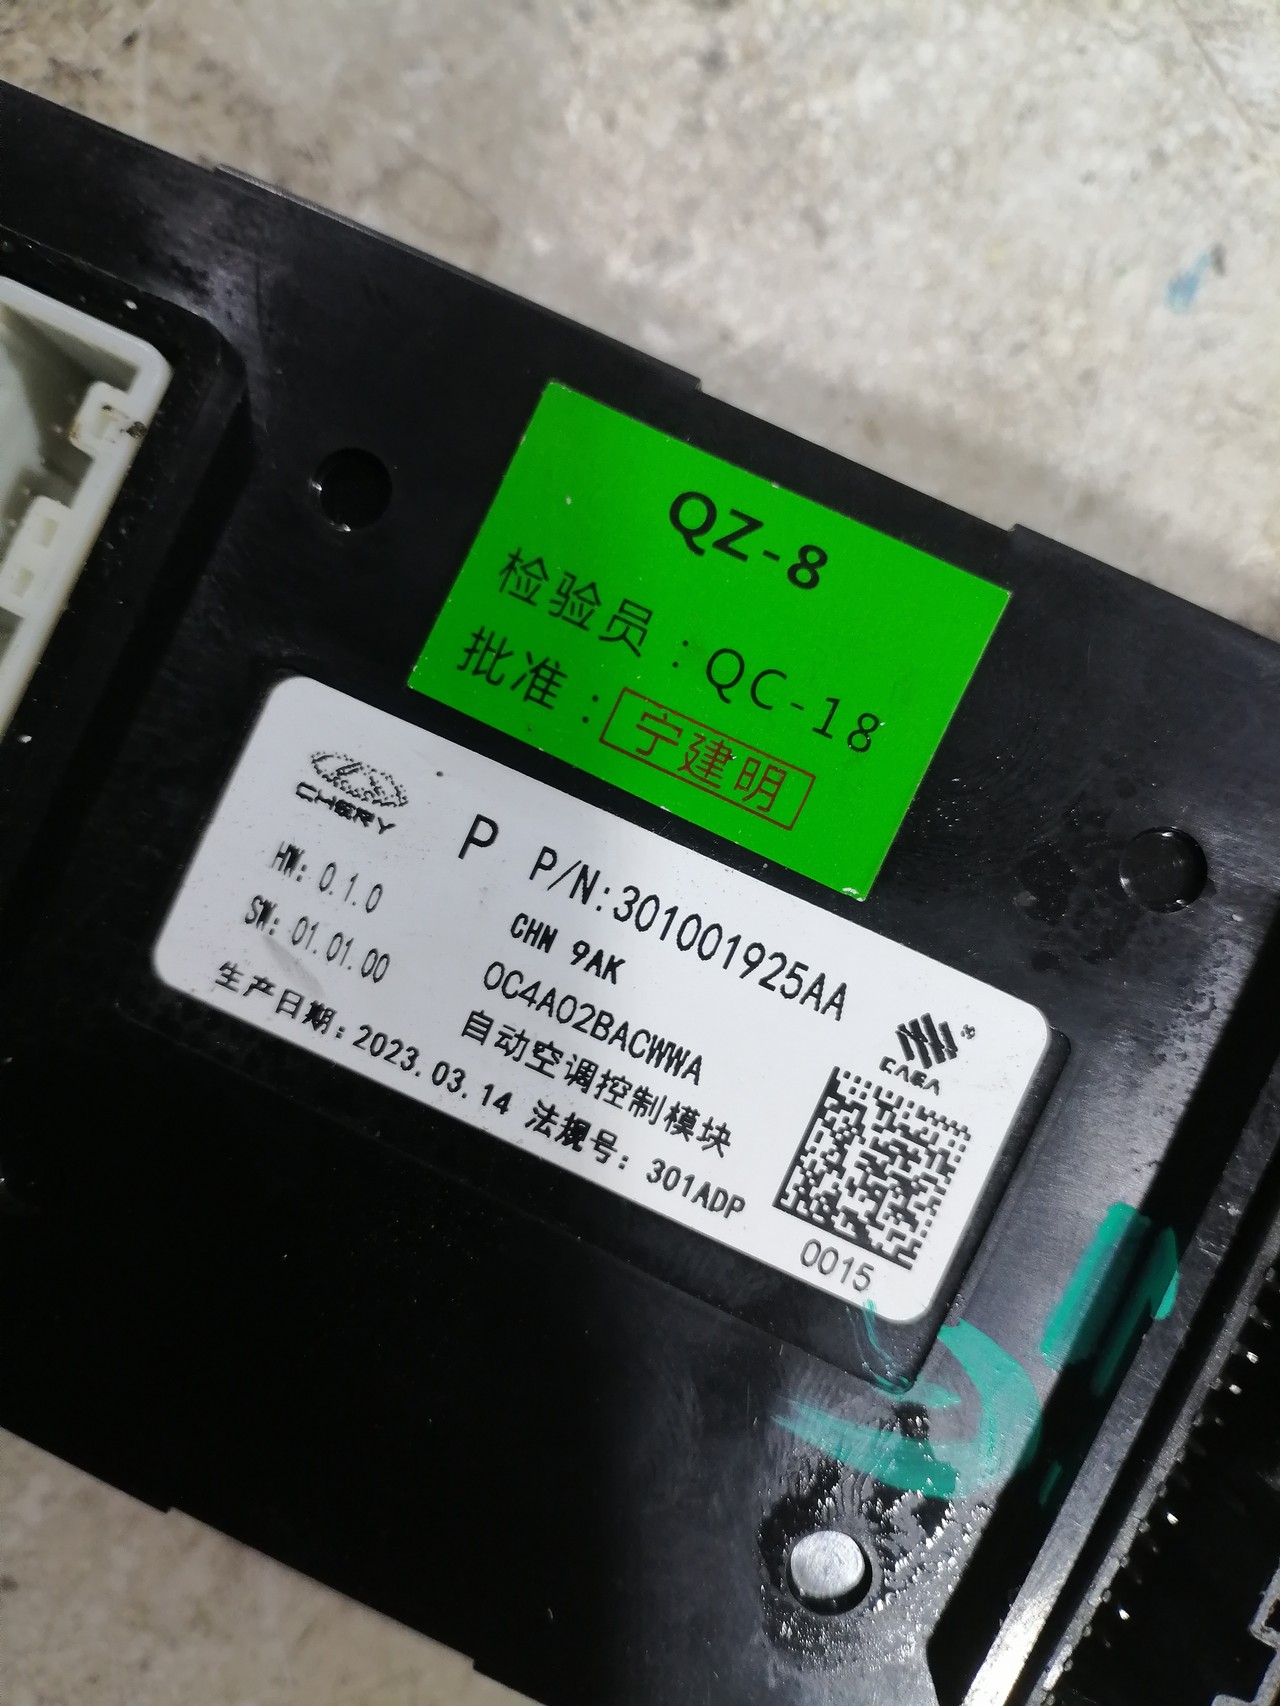 QZ-8
检验员：QC-18
批准：宁建明
CHERY
P P/N:301001925AA
HW: 0.1.0
CHN 9AK
SW: 01.01.00
0C4A02BACWWA
自动空调控制模块
生产日期: 2023.03.14 法规号: 301ADP
CAEA
0015